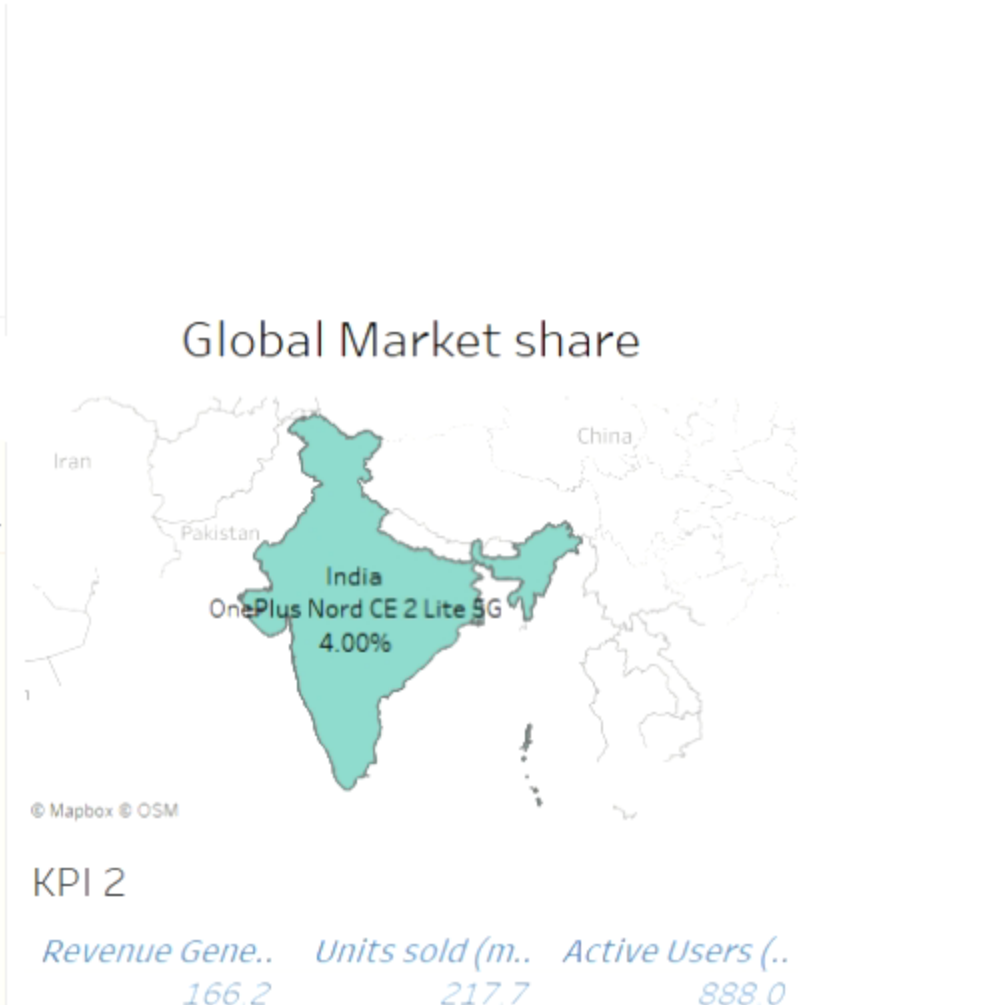 Global Market share
China
Iran
Pakistan
India
OnePlus Nord CE 2 Lite 5G
4.00%
© Mapbox © OSM
KPI 2
Revenue Gene.. Units sold (m.. Active Users (..
166.2 217.7 888.0